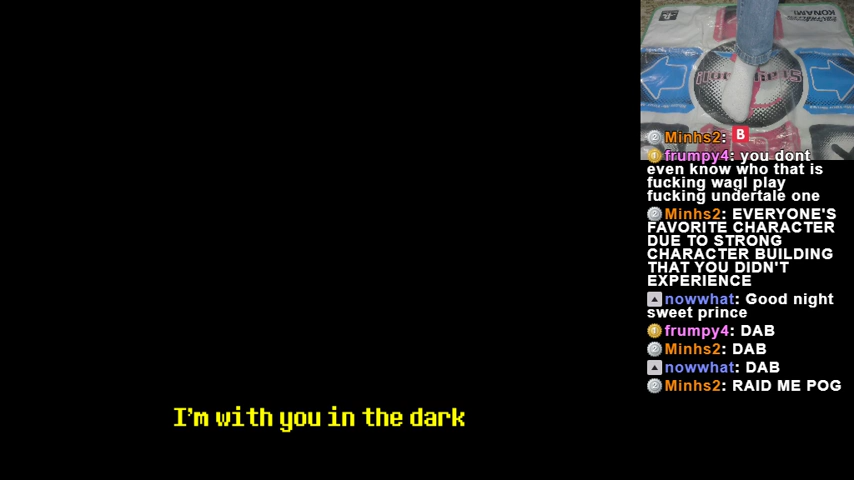 KONAMI
Minhs2: B
frumpy4: you dont
even know who that is
fucking wagl play
fucking undertale one
Minhs2: EVERYONE'S
FAVORITE CHARACTER
DUE TO STRONG
CHARACTER BUILDING
THAT YOU DIDN'T
EXPERIENCE
nowwhat: Good night
sweet prince
frumpy4: DAB
Minhs2: DAB
nowwhat: DAB
Minhs2: RAID ME POG
I'm with you in the dark